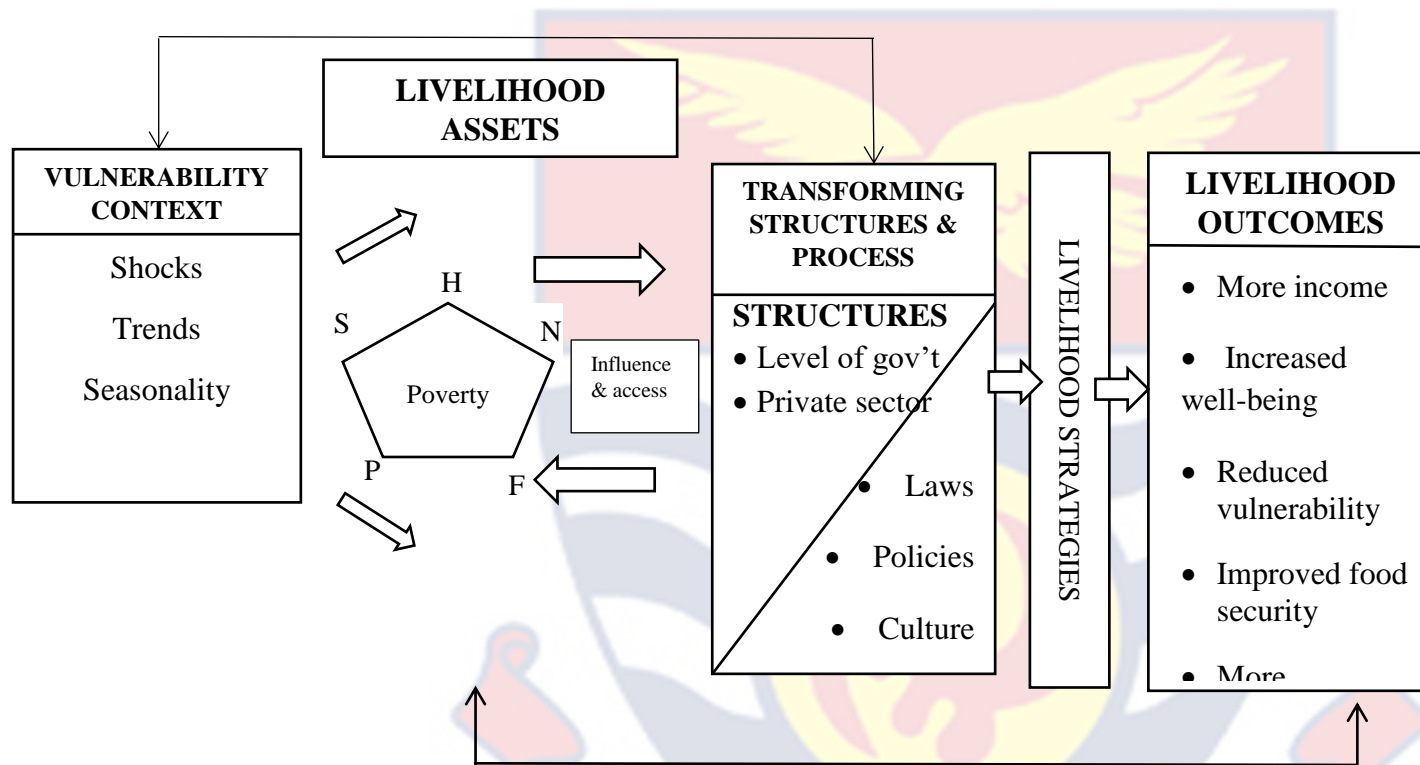 LIVELIHOOD
ASSETS
VULNERABILITY
CONTEXT
Shocks
Trends
Seasonality
H
S
N
Poverty
P
F
Influence
& access
TRANSFORMING
STRUCTURES &
PROCESS
STRUCTURES
• Level of gov't
• Private sector
• Laws
• Policies
• Culture
LIVELIHOOD STRATEGIES
LIVELIHOOD
OUTCOMES
• More income
• Increased
well-being
• Reduced
vulnerability
• Improved food
security
• More